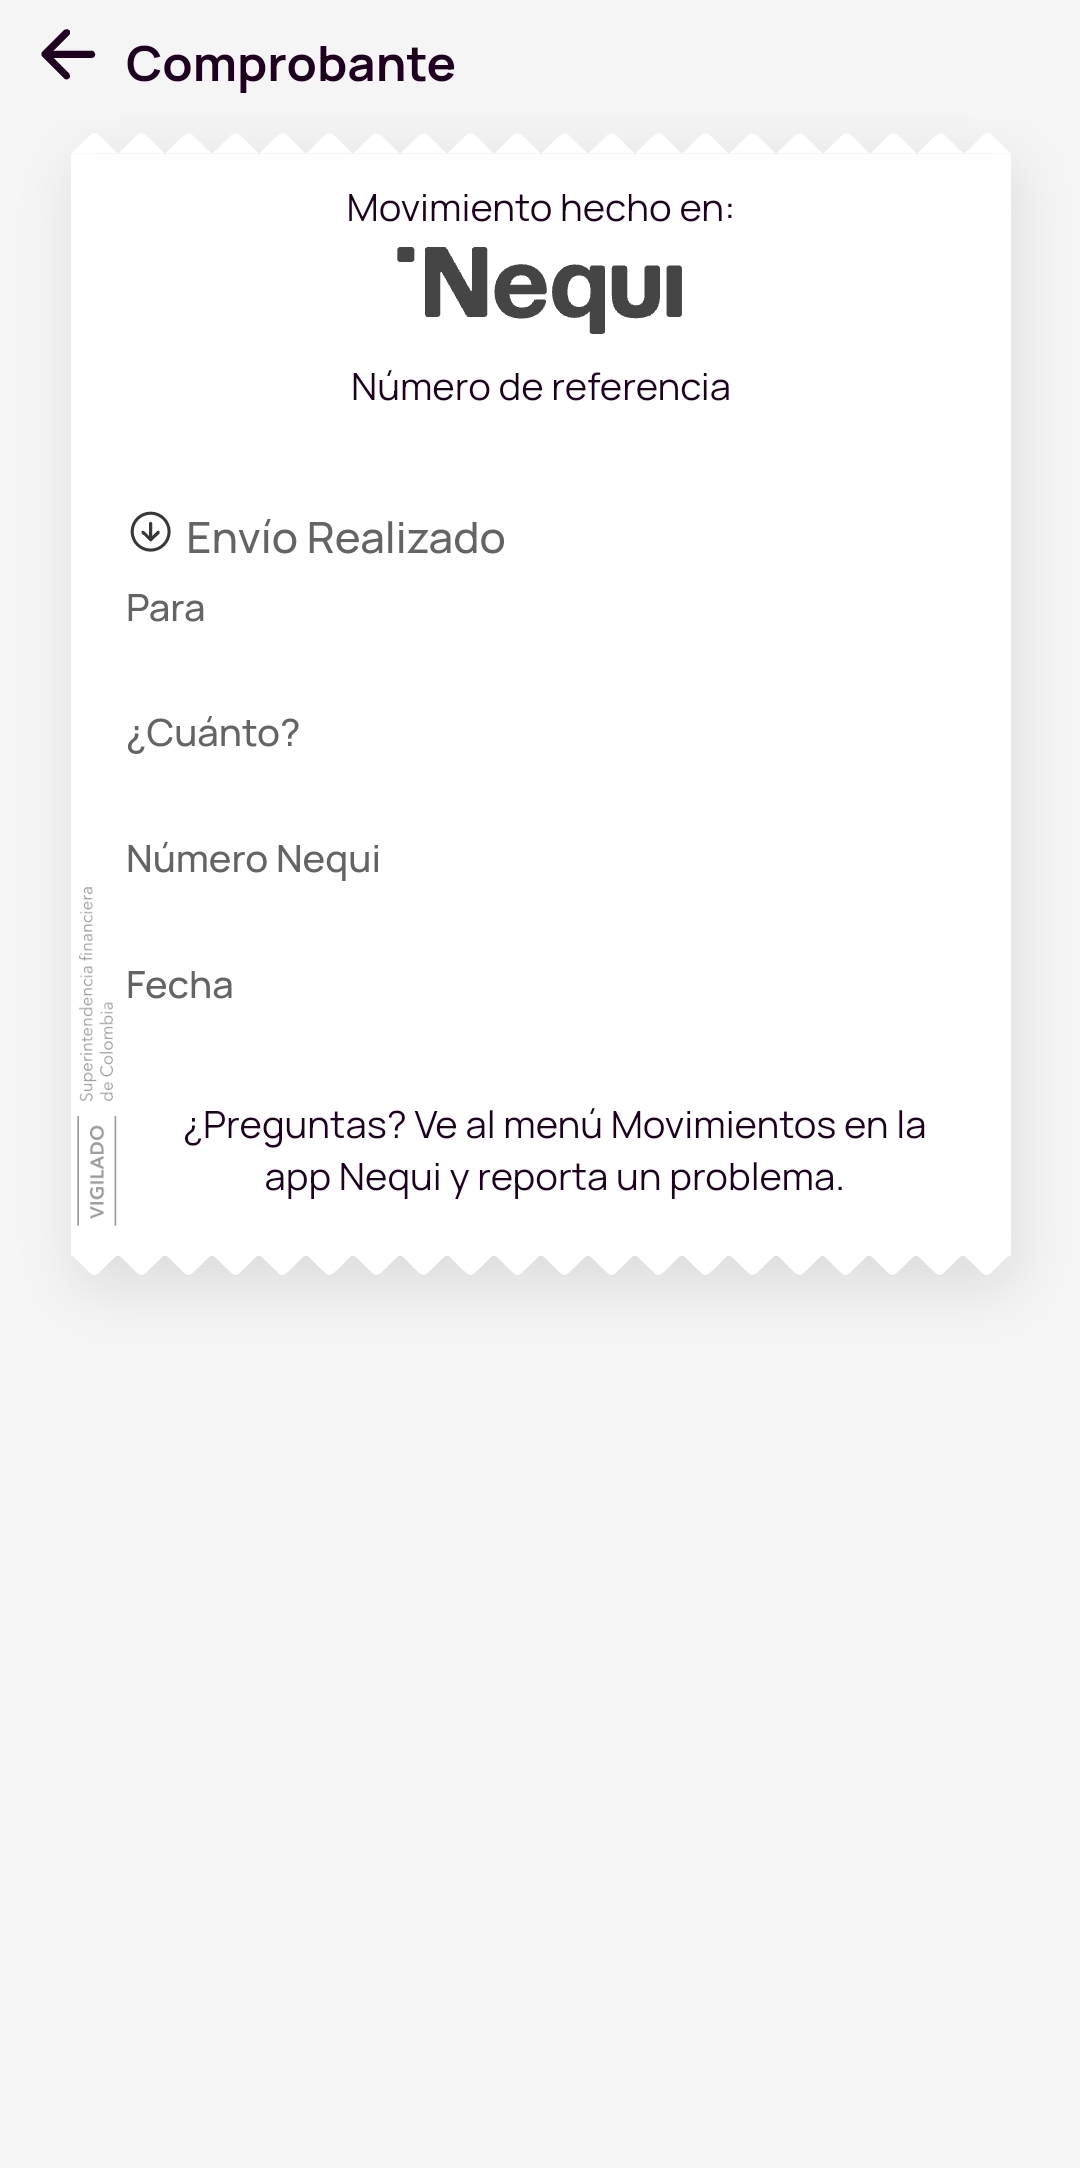 Comprobante
Movimiento hecho en:
Nequi
Número de referencia
Envío Realizado
Para
¿Cuánto?
Número Nequi
Fecha
¿Preguntas? Ve al menú Movimientos en la
app Nequi y reporta un problema.
VIGILADO
Superintendencia financiera
de Colombia